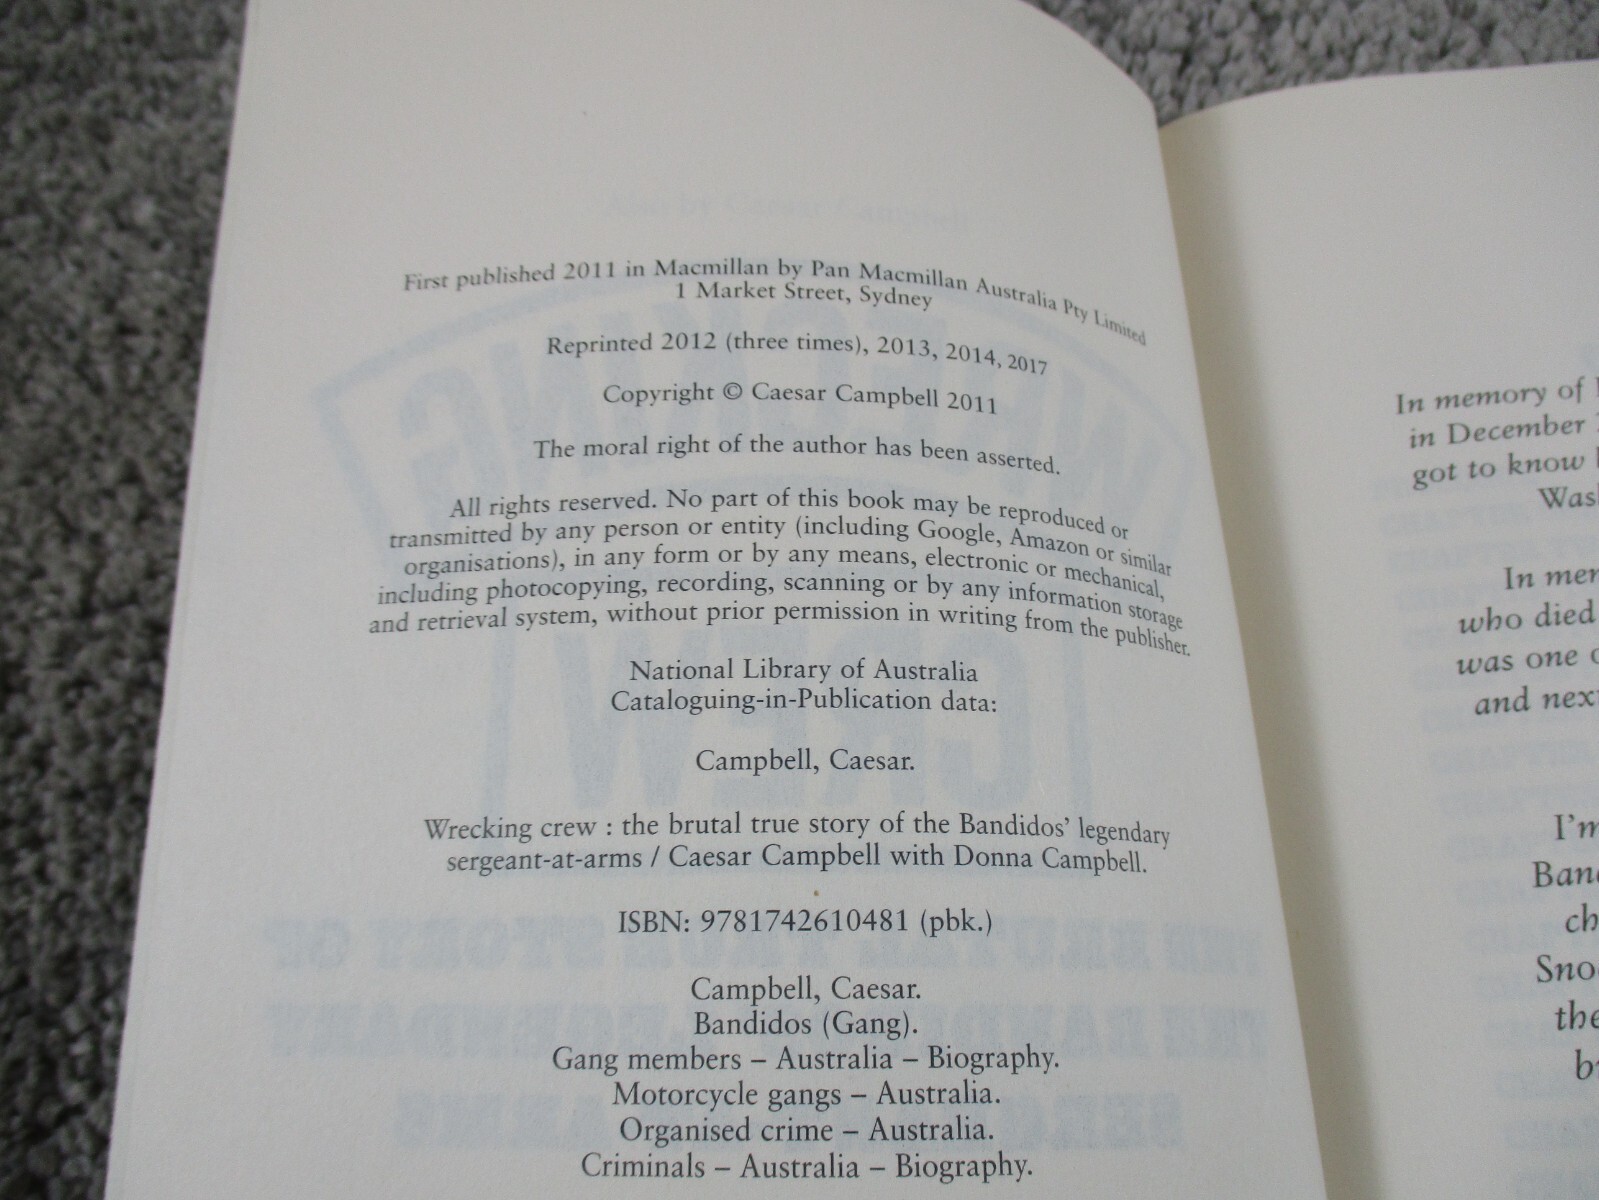 First published 2011 in Macmillan by Pan Macmillan Australia Pty Limited
1 Market Street, Sydney
Reprinted 2012 (three times), 2013, 2014, 2017
Copyright © Caesar Campbell 2011
The moral right of the author has been asserted.
All rights reserved. No part of this book may be reproduced or
transmitted by any person or entity (including Google, Amazon or similar
organisations), in any form or by any means, electronic or mechanical,
including photocopying, recording, scanning or by any information storage
and retrieval system, without prior permission in writing from the publisher.
National Library of Australia
Cataloguing-in-Publication data:
Campbell, Caesar.
Wrecking crew : the brutal true story of the Bandidos' legendary
sergeant-at-arms / Caesar Campbell with Donna Campbell.
ISBN: 9781742610481 (pbk.)
Campbell, Caesar.
Bandidos (Gang).
Gang members – Australia – Biography.
Motorcycle gangs – Australia.
Organised crime – Australia.
Criminals – Australia – Biography.
In memory of
in December
got to know
In
who died
was one
and
I'm
the